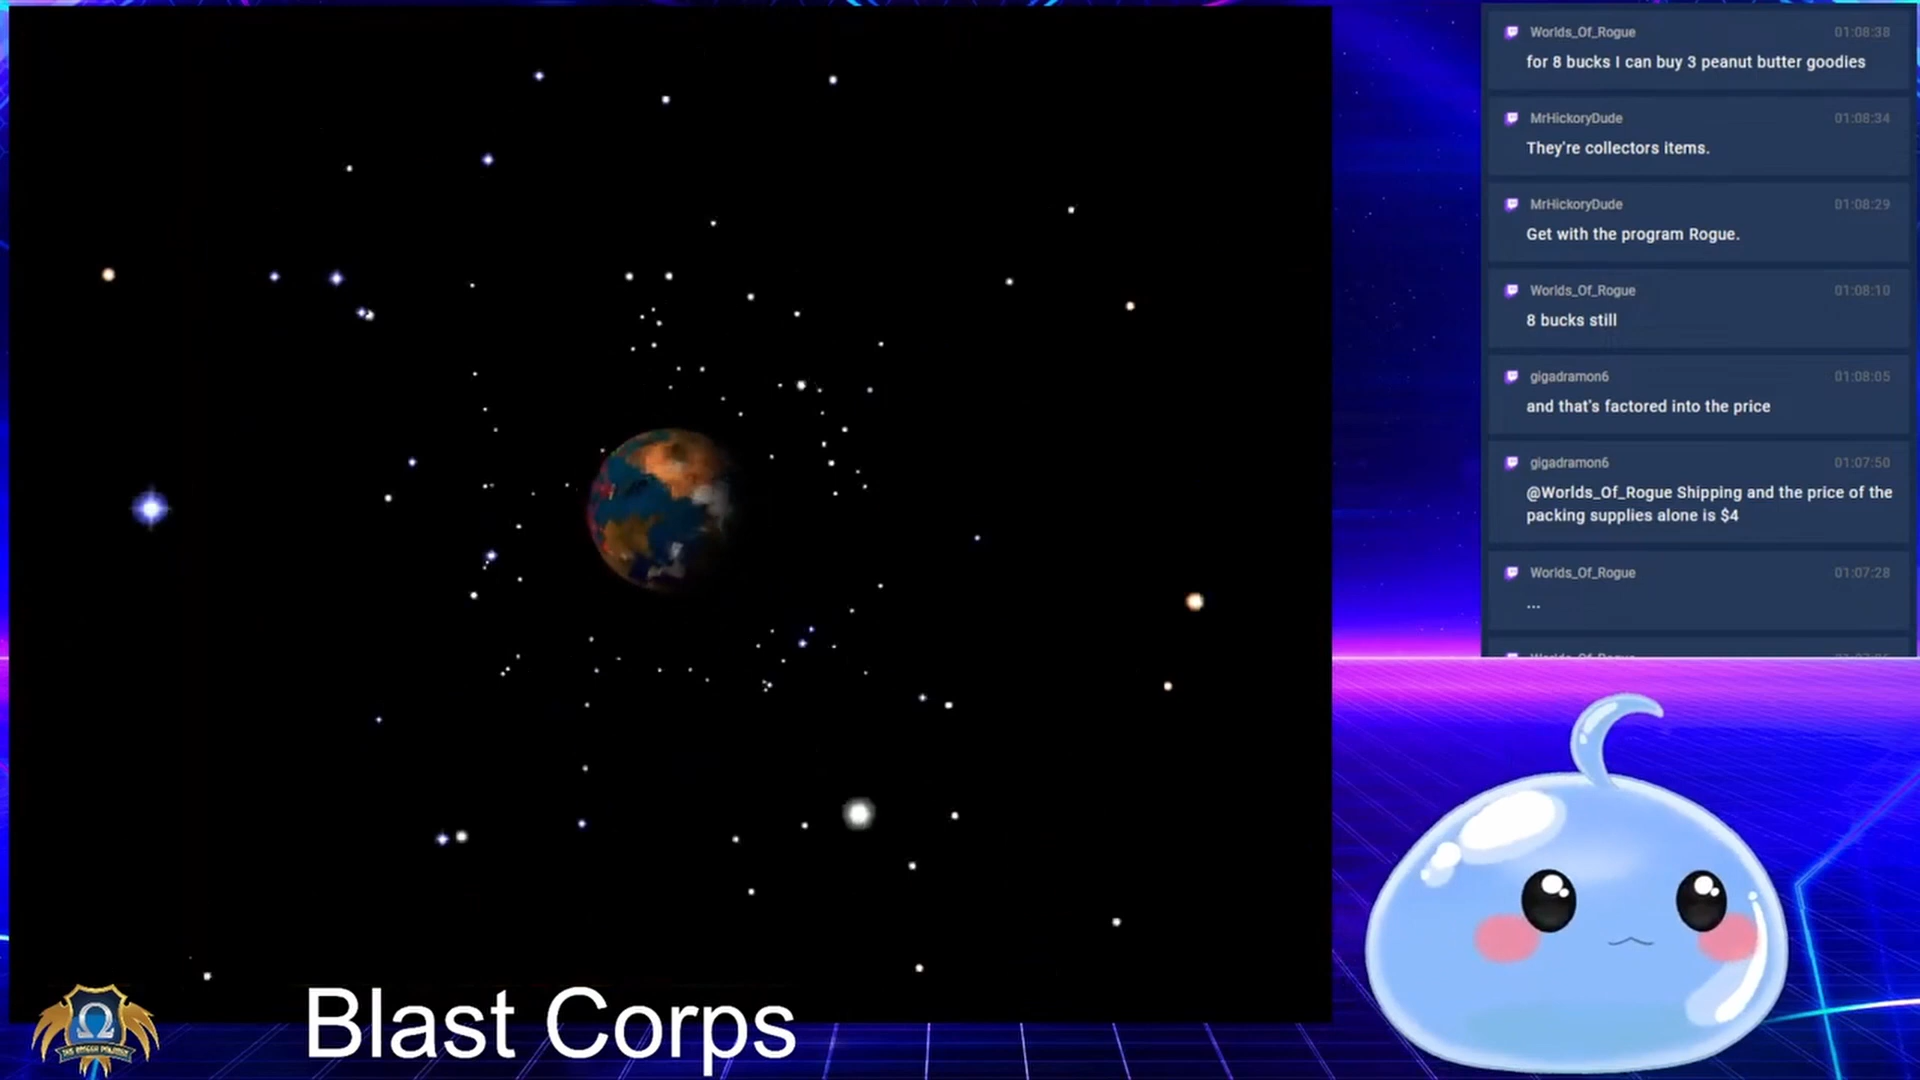 Worlds_Of_Rogue 01:08:38
for 8 bucks I can buy 3 peanut butter goodies
MrHickoryDude 01:08:34
They're collectors items.
MrHickoryDude 01:08:29
Get with the program Rogue.
Worlds_Of_Rogue 01:08:10
8 bucks still
gigadramon6 01:08:05
and that's factored into the price
gigadramon6 01:07:50
@Worlds_Of_Rogue Shipping and the price of the
packing supplies alone is $4
Worlds_Of_Rogue 01:07:28
...
Blast Corps